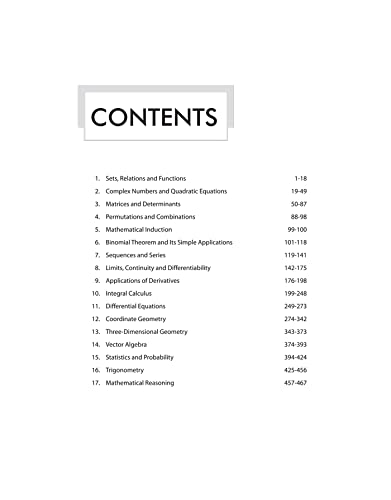 CONTENTS
1. Sets, Relations and Functions 1-18
2. Complex Numbers and Quadratic Equations 19-49
3. Matrices and Determinants 50-87
4. Permutations and Combinations 88-98
5. Mathematical Induction 99-100
6. Binomial Theorem and Its Simple Applications 101-118
7. Sequences and Series 119-141
8. Limits, Continuity and Differentiability 142-175
9. Applications of Derivatives 176-198
10. Integral Calculus 199-248
11. Differential Equations 249-273
12. Coordinate Geometry 274-342
13. Three-Dimensional Geometry 343-373
14. Vector Algebra 374-393
15. Statistics and Probability 394-424
16. Trigonometry 425-456
17. Mathematical Reasoning 457-467